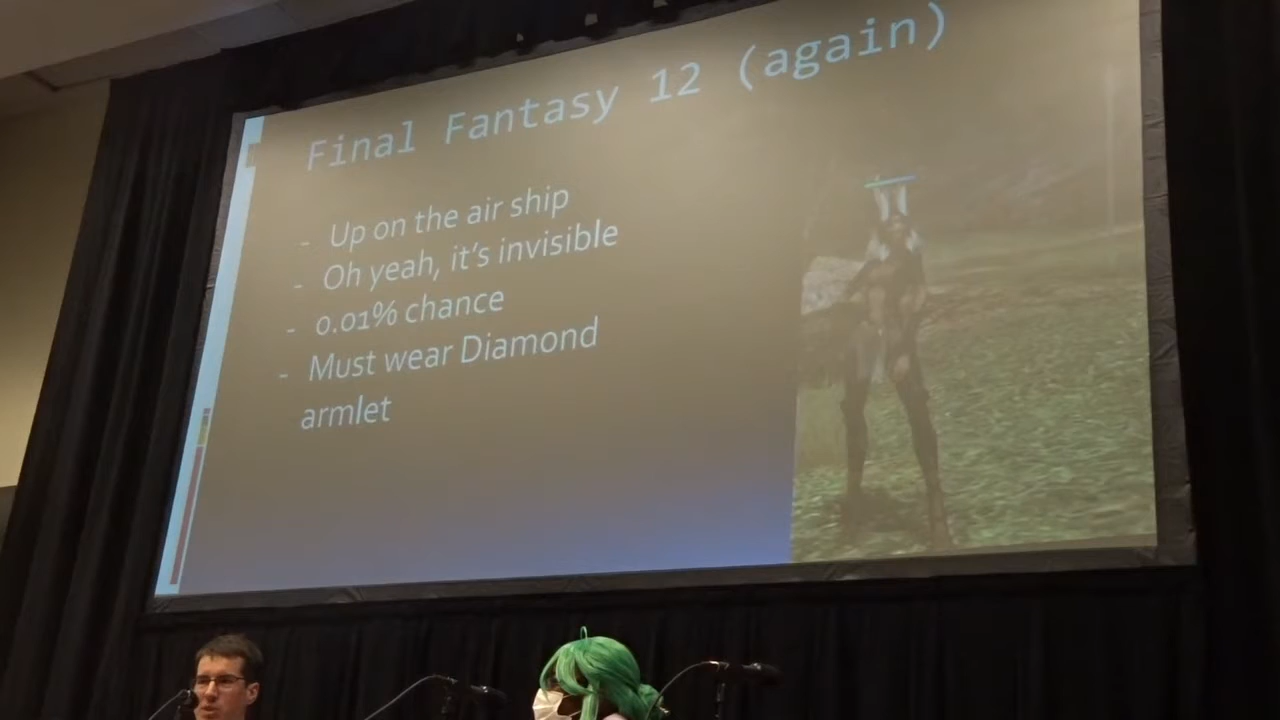 Final Fantasy 12 (again)
- Up on the air ship
- Oh yeah, it's invisible
- 0.01% chance
- Must wear Diamond
armlet